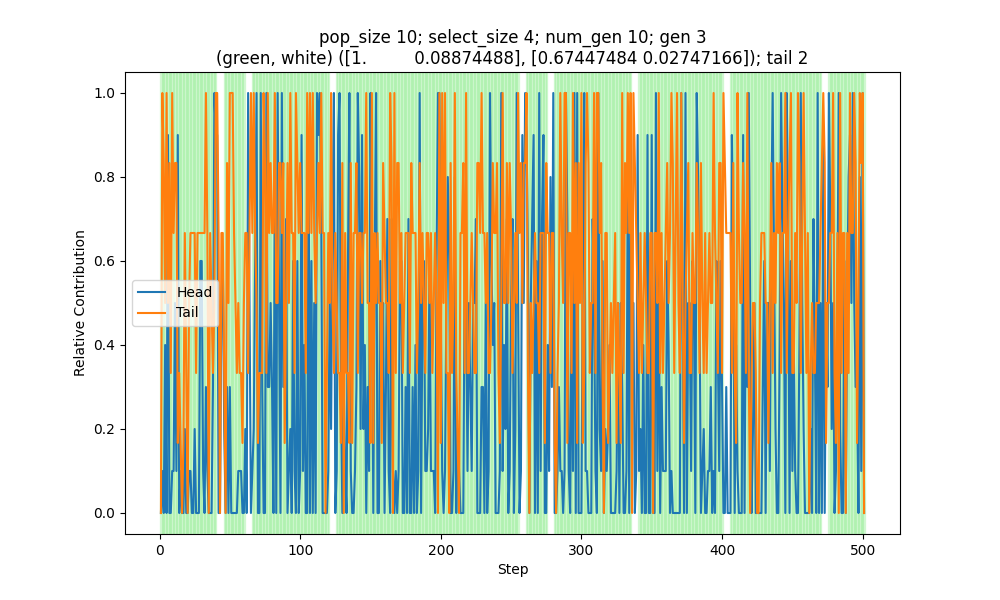 pop_size 10; select_size 4; num_gen 10; gen 3
(green, white) ([1. 0.08874488], [0.67447484 0.02747166]); tail 2
Relative Contribution
1.0
0.8
0.6
0.4
0.2
0.0
Head
Tail
0 100 200 300 400 500
Step